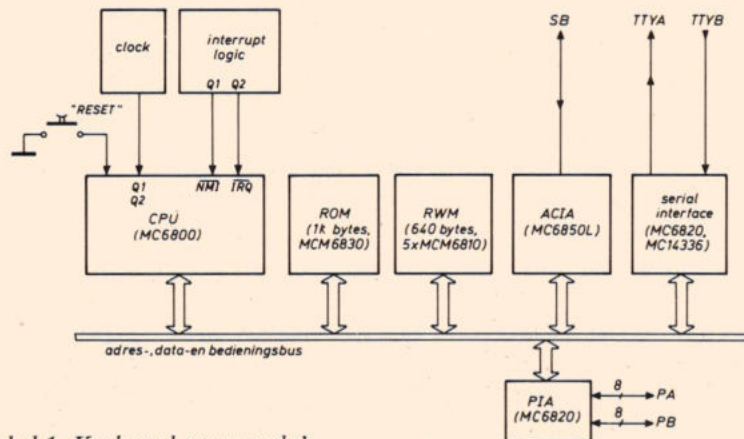 SB
TTYA
TTYB
clock
interrupt
logic
Q1 Q2
"RESET"
Q1
Q2
NMI IRQ
CPU
(MC6800)
ROM
(1k bytes,
MCM6830)
RWM
(640 bytes,
5xMCM6810)
ACIA
(MC6850L)
serial
interface
(MC6820,
MC14336)
adres-, data-en bedieningsbus
PIA
(MC6820)
8 PA
8 PB